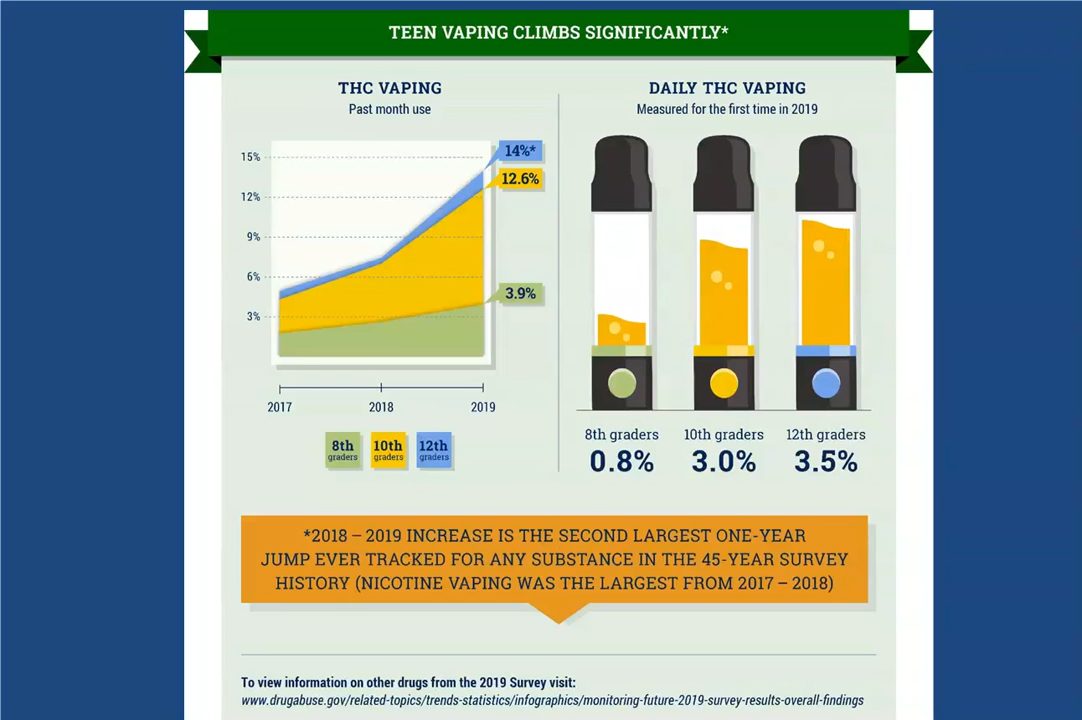 TEEN VAPING CLIMBS SIGNIFICANTLY*
THC VAPING
Past month use
15%
12%
9%
6%
3%
14%*
12.6%
3.9%
2017 2018 2019
8th graders
10th graders
12th graders
DAILY THC VAPING
Measured for the first time in 2019
8th graders 10th graders 12th graders
0.8% 3.0% 3.5%
*2018 – 2019 INCREASE IS THE SECOND LARGEST ONE-YEAR
JUMP EVER TRACKED FOR ANY SUBSTANCE IN THE 45-YEAR SURVEY
HISTORY (NICOTINE VAPING WAS THE LARGEST FROM 2017 – 2018)
To view information on other drugs from the 2019 Survey visit:
www.drugabuse.gov/related-topics/trends-statistics/infographics/monitoring-future-2019-survey-results-overall-findings